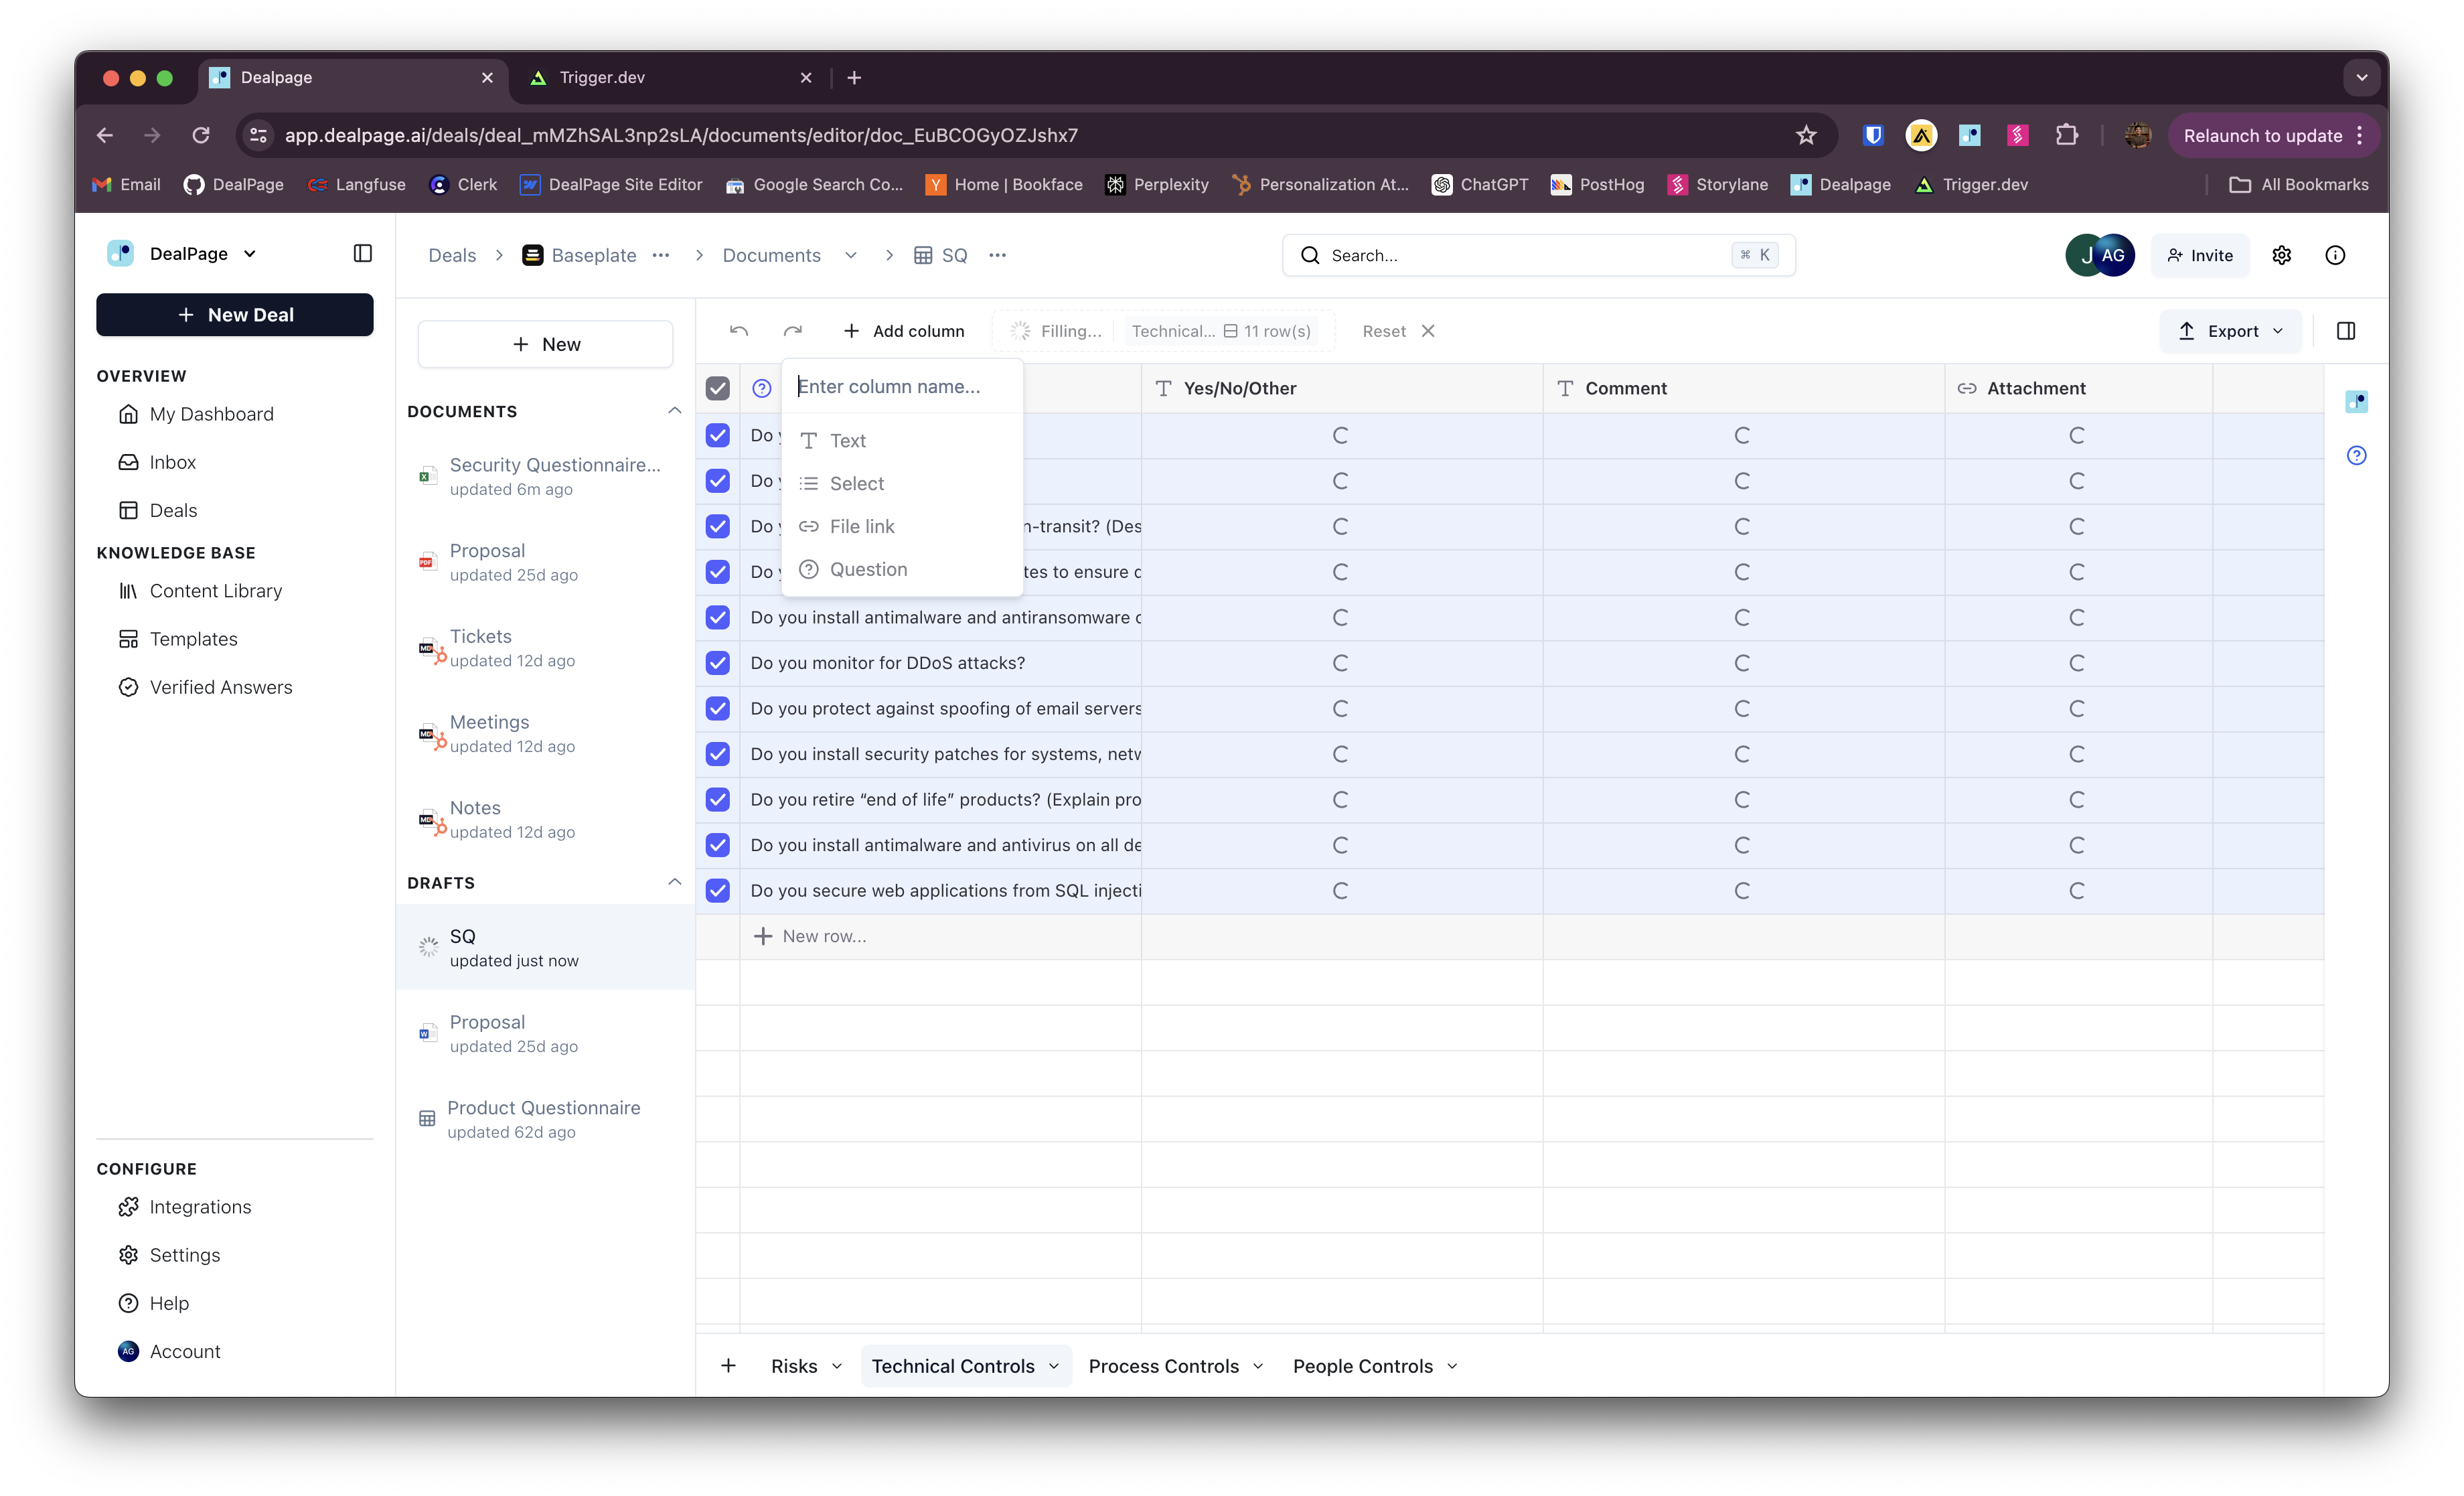 Dealpage
Trigger.dev
app.dealpage.ai/deals/deal_mMZhSAL3np2sLA/documents/editor/doc_EuBCOGyOZJshx7
Relaunch to update
Email
DealPage
Langfuse
Clerk
DealPage Site Editor
Google Search Co...
Home | Bookface
Perplexity
Personalization At...
ChatGPT
PostHog
Storylane
Dealpage
Trigger.dev
All Bookmarks
DealPage
New Deal
OVERVIEW
My Dashboard
Inbox
Deals
KNOWLEDGE BASE
Content Library
Templates
Verified Answers
CONFIGURE
Integrations
Settings
Help
AG Account
Deals > Baseplate ... > Documents > SQ ...
Search... ⌘ K
J AG
Invite
New
DOCUMENTS
Security Questionnaire...
updated 6m ago
Proposal
updated 25d ago
Tickets
updated 12d ago
Meetings
updated 12d ago
Notes
updated 12d ago
DRAFTS
SQ
updated just now
Proposal
updated 25d ago
Product Questionnaire
updated 62d ago
Add column
Filling...
Technical... 11 row(s)
Reset
Export
Enter column name...
Text
Select
File link
Question
Yes/No/Other
Comment
Attachment
Do y
Do y
Do y n-transit? (Des
Do y tes to ensure c
Do you install antimalware and antiransomware c
Do you monitor for DDoS attacks?
Do you protect against spoofing of email servers
Do you install security patches for systems, netw
Do you retire “end of life” products? (Explain pro
Do you install antimalware and antivirus on all de
Do you secure web applications from SQL injecti
New row...
Risks
Technical Controls
Process Controls
People Controls